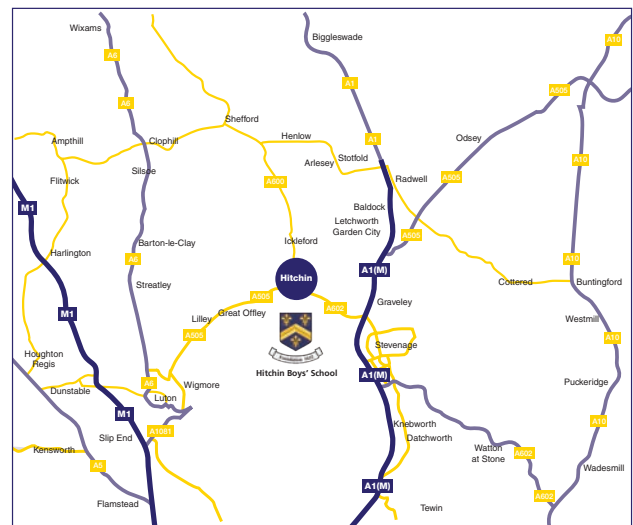 Wixams
Biggleswade
A10
A6
A1
A505
A6
Shefford
A1
Henlow
Odsey
Ampthill
Clophill
Stotfold
A10
Arlesey
Silsoe
A505
Radwell
Flitwick
A600
M1
Baldock
Letchworth
Garden City
A505
Ickleford
Barton-le-Clay
Harlington
A6
A10
A1(M)
Hitchin
Streatley
Cottered
Buntingford
A505
Graveley
A602
M1
Great Offley
Lilley
Westmill
A505
A10
Stevenage
Houghton
Regis
Hitchin Boys' School
A1(M)
A6
Wigmore
Puckeridge
Dunstable
Luton
M1
A10
Knebworth
A1081
Slip End
Datchworth
Kensworth
Watton
at Stone
A602
A5
Wadesmill
A1(M)
A602
Flamstead
Tewin